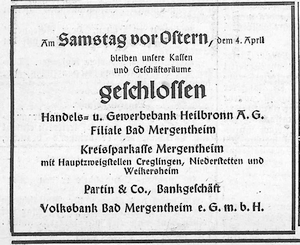 Am Samstag vor Ostern, dem 4. April
bleiben unsere Kassen
und Geschäftsräume
geschlossen
Handels- u. Gewerbebank Heilbronn A. G.
Filiale Bad Mergentheim
Kreissparkasse Mergentheim
mit Hauptzweigstellen Creglingen, Niederstetten und
Weikersheim
Partin & Co., Bankgeschäft
Volksbank Bad Mergentheim e. G. m. b. H.